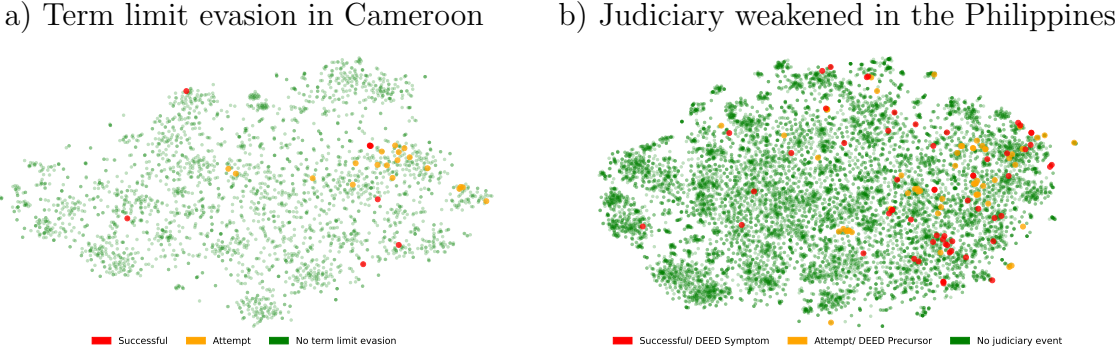 a) Term limit evasion in Cameroon
b) Judiciary weakened in the Philippines
Successful
Attempt
No term limit evasion
Successful/ DEED Symptom
Attempt/ DEED Precursor
No judiciary event